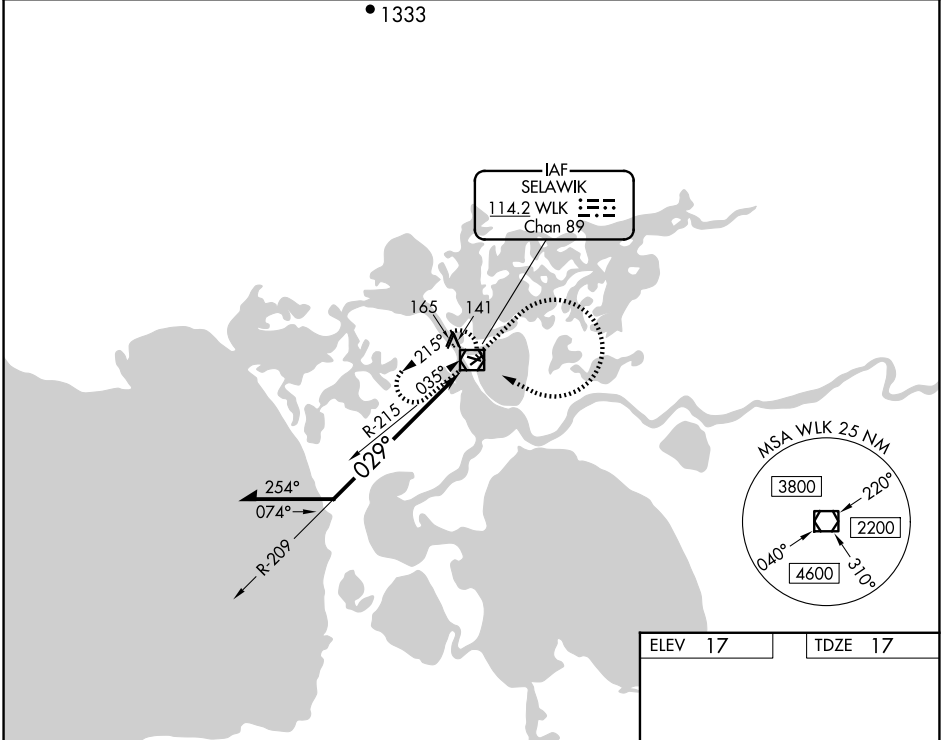 1333
IAF
SELAWIK
114.2 WLK
Chan 89
165
141
215°
035°
R-215
029°
254°
074°
R-209
MSA WLK 25 NM
3800
220°
2200
040°
4600
310°
ELEV 17
TDZE 17